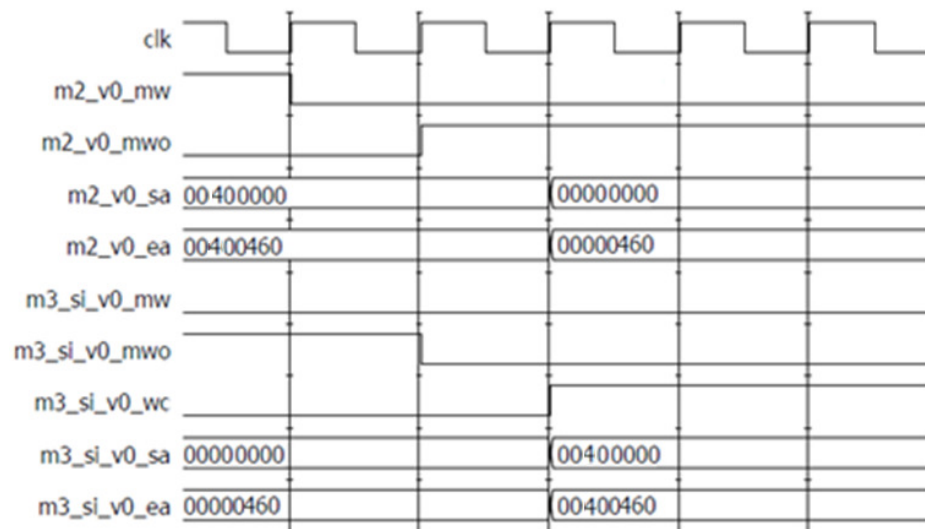 clk
m2_v0_mw
m2_v0_mwo
m2_v0_sa 00400000 00000000
m2_v0_ea 00400460 00000460
m3_si_v0_mw
m3_si_v0_mwo
m3_si_v0_wc
m3_si_v0_sa 00000000 00400000
m3_si_v0_ea 00000460 00400460